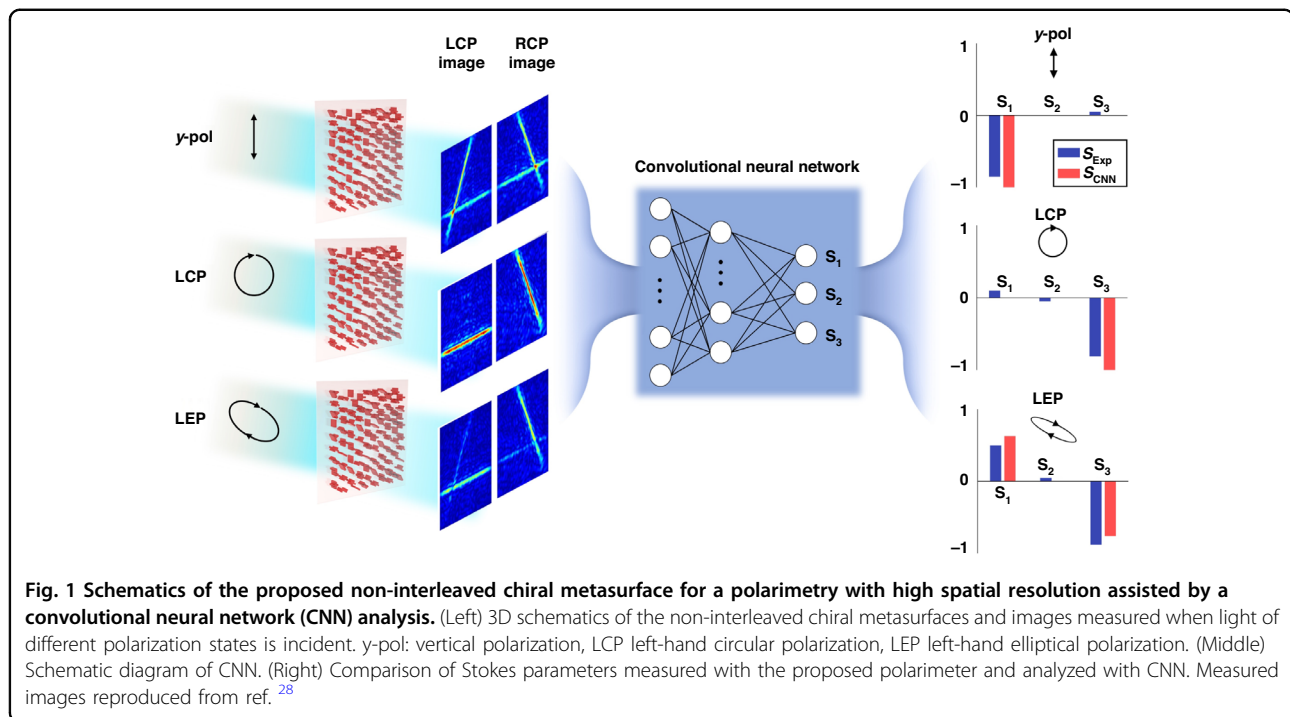 LCP
image
RCP
image
y-pol
LCP
LEP
Convolutional neural network
S1
S2
S3
y-pol
1
0
–1
S1
S2
S3
SExp
SCNN
LCP
1
0
–1
S1
S2
S3
LEP
1
0
–1
S1
S2
S3
Fig. 1 Schematics of the proposed non-interleaved chiral metasurface for a polarimetry with high spatial resolution assisted by a
convolutional neural network (CNN) analysis. (Left) 3D schematics of the non-interleaved chiral metasurfaces and images measured when light of
different polarization states is incident. y-pol: vertical polarization, LCP left-hand circular polarization, LEP left-hand elliptical polarization. (Middle)
Schematic diagram of CNN. (Right) Comparison of Stokes parameters measured with the proposed polarimeter and analyzed with CNN. Measured
images reproduced from ref. 28